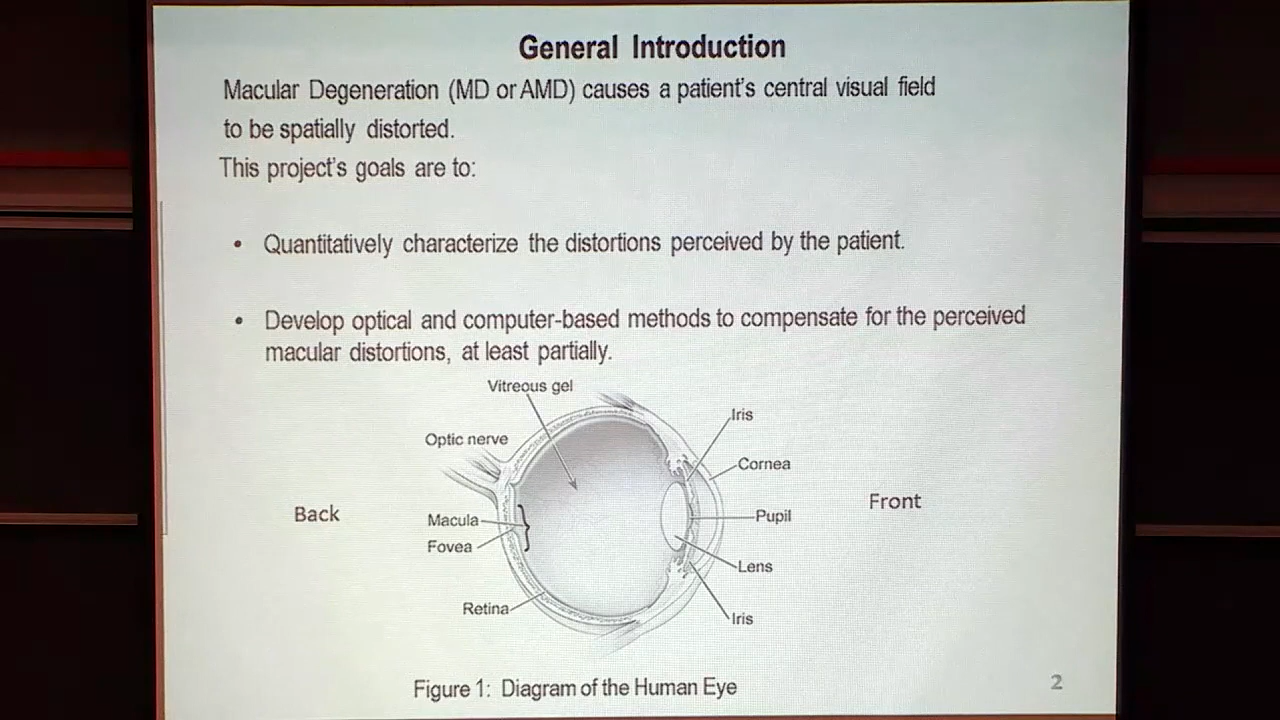 General Introduction
Macular Degeneration (MD or AMD) causes a patient's central visual field
to be spatially distorted.
This project's goals are to:
• Quantitatively characterize the distortions perceived by the patient.
• Develop optical and computer-based methods to compensate for the perceived
macular distortions, at least partially.
Vitreous gel
Iris
Optic nerve
Cornea
Back
Front
Macula
Pupil
Fovea
Lens
Retina
Iris
Figure 1: Diagram of the Human Eye
2